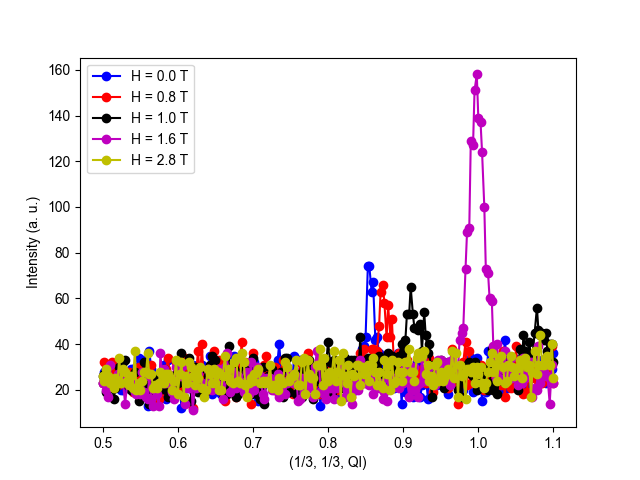 H = 0.0 T
H = 0.8 T
H = 1.0 T
H = 1.6 T
H = 2.8 T
Intensity (a. u.)
160
140
120
100
80
60
40
20
0.5 0.6 0.7 0.8 0.9 1.0 1.1
(1/3, 1/3, Ql)